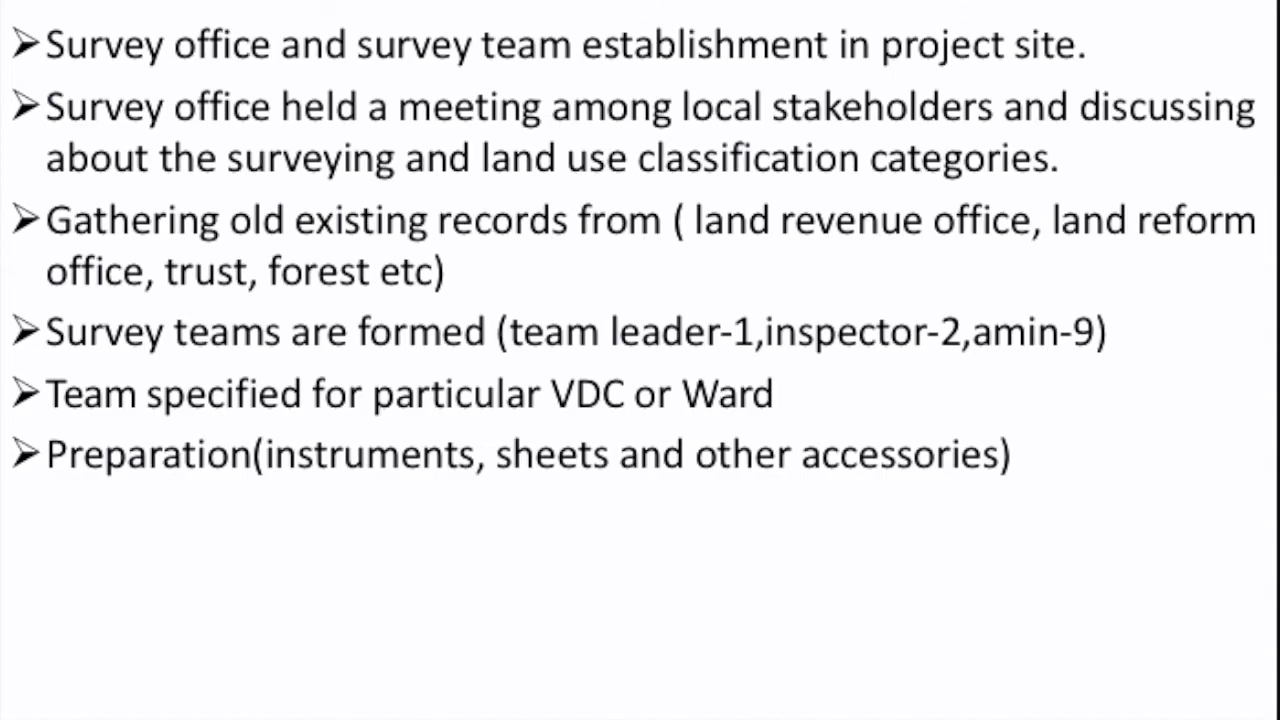 ➢Survey office and survey team establishment in project site.
➢Survey office held a meeting among local stakeholders and discussing
about the surveying and land use classification categories.
➢Gathering old existing records from ( land revenue office, land reform
office, trust, forest etc)
➢Survey teams are formed (team leader-1,inspector-2,amin-9)
➢Team specified for particular VDC or Ward
➢Preparation(instruments, sheets and other accessories)